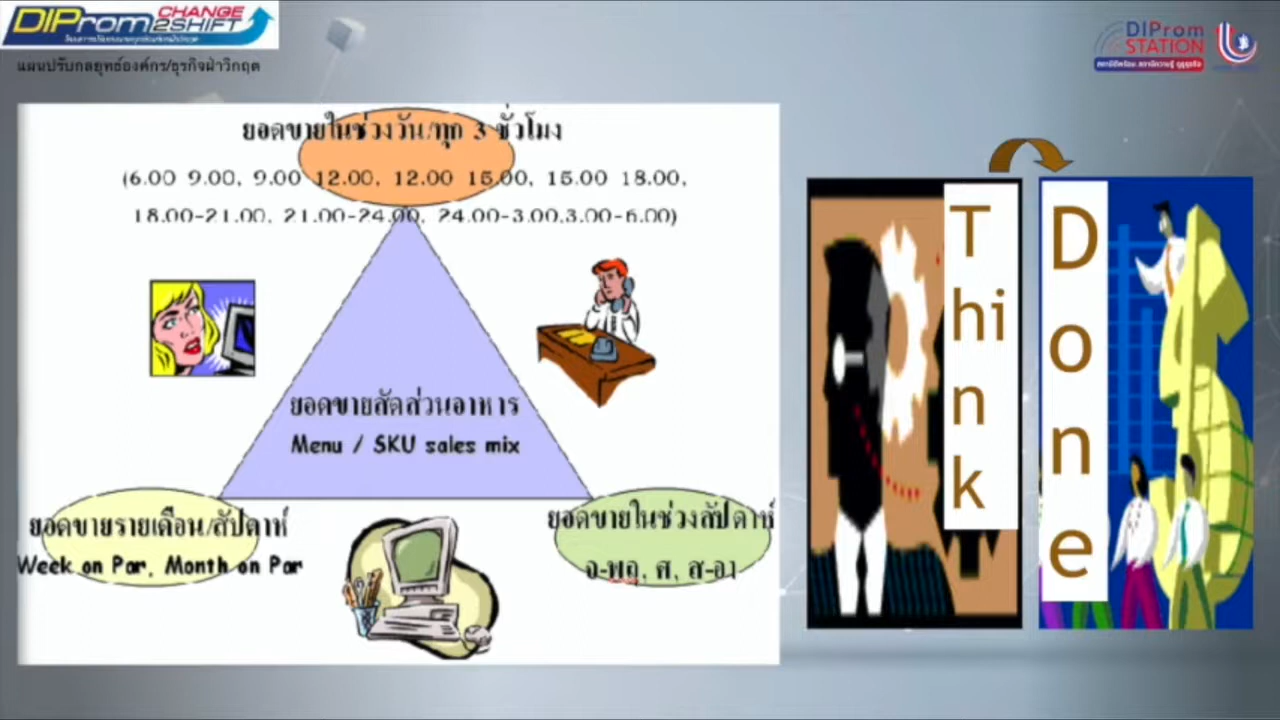 DIProm CHANGE
2SHIFT
แผนปรับกลยุทธ์องค์กร/ธุรกิจฝ่าวิกฤต
DIProm
STATION
ยอดขายในช่วงวัน/ทุก 3 ชั่วโมง
(6.00 9.00, 9.00 12.00, 12.00 15.00, 15.00 18.00,
18.00-21.00, 21.00-24.00, 24.00-3.00,3.00-6.00)
ยอดขายสัดส่วนอาหาร
Menu / SKU sales mix
ยอดขายรายเดือน/สัปดาห์
Week on Par, Month on Par
ยอดขายในช่วงสัปดาห์
จ-พฤ, ศ, ส-อา
Think
Done